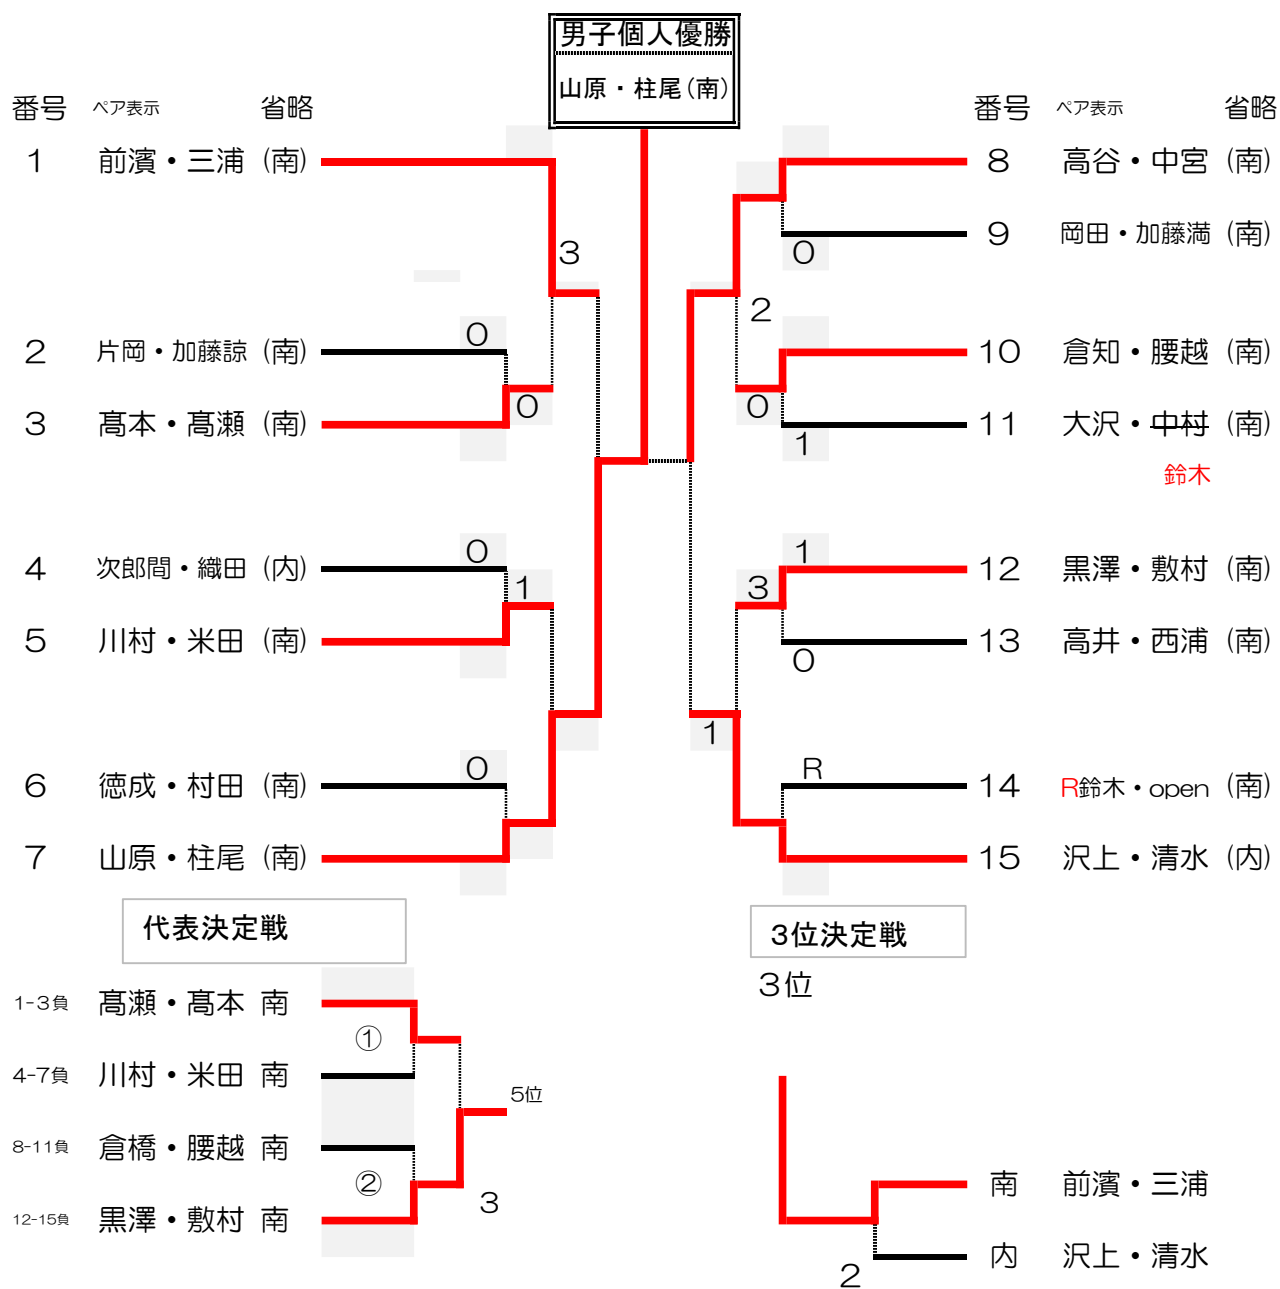 男子個人優勝
山原・柱尾(南)
番号 ペア表示 省略
1 前濱・三浦 (南)
3
2 片岡・加藤諒 (南) 0
0
3 髙本・髙瀬 (南)
4 次郎間・織田 (内) 0
1
5 川村・米田 (南)
6 徳成・村田 (南) 0
7 山原・柱尾 (南)
番号 ペア表示 省略
8 高谷・中宮 (南)
9 岡田・加藤満 (南)
0
2
10 倉知・腰越 (南)
0
11 大沢・中村 (南)
1
鈴木
1
12 黒澤・敷村 (南)
3
13 高井・西浦 (南)
0
1
R
14 R鈴木・open (南)
15 沢上・清水 (内)
代表決定戦
1-3負 髙瀬・髙本 南
①
4-7負 川村・米田 南
5位
8-11負 倉橋・腰越 南
②
3
12-15負 黒澤・敷村 南
3位決定戦
3位
南 前濱・三浦
内 沢上・清水
2